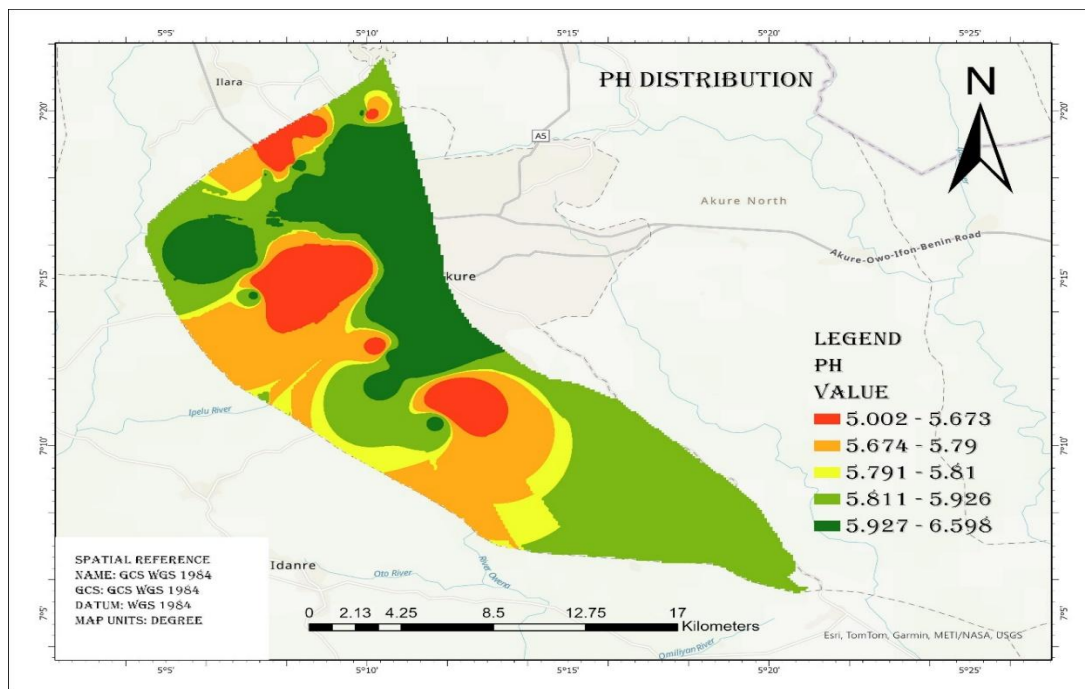 5°5' 5°10' 5°15' 5°20' 5°25'
PH DISTRIBUTION
N
Ilara
7°20' 7°20'
A5
Akure North
Akure-Owo-Ifon-Benin Road
7°15' kure 7°15'
LEGEND
PH
VALUE
5.002 - 5.673
5.674 - 5.79
5.791 - 5.81
5.811 - 5.926
5.927 - 6.598
Ipelu River
7°10' 7°10'
SPATIAL REFERENCE
NAME: GCS WGS 1984
GCS: GCS WGS 1984
DATUM: WGS 1984
MAP UNITS: DEGREE
Idanre
Oto River
River Owena
7°5' 7°5'
0 2.13 4.25 8.5 12.75 17
Kilometers
Omiliyan River
Esri, TomTom, Garmin, METI/NASA, USGS
5°5' 5°10' 5°15' 5°20' 5°25'